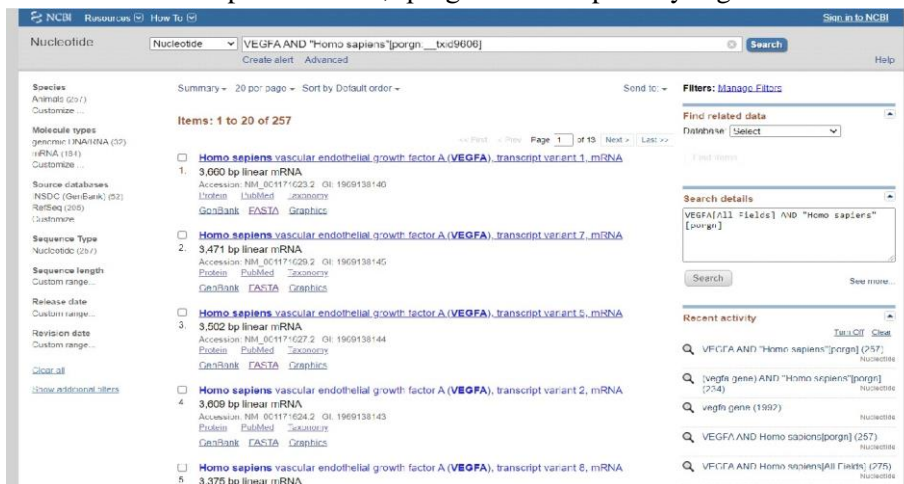 NCBI Resources How To Sign in to NCBI
Nucleotide Nucleotide VEGFA AND "Homo sapiens"[porgn:__txid9606] Search
Create alert Advanced Help
Species
Animals (257)
Customize ...
Molecule types
genomic DNA/RNA (52)
mRNA (184)
Customize ...
Source databases
INSDC (GenBank) (52)
RefSeq (205)
Customize ...
Sequence Type
Nucleotide (257)
Sequence length
Custom range...
Release date
Custom range...
Revision date
Custom range...
Clear all
Show additional filters
Summary 20 per page Sort by Default order Send to:
Items: 1 to 20 of 257
<< First < Prev Page 1 of 13 Next > Last >>
Homo sapiens vascular endothelial growth factor A (VEGFA), transcript variant 1, mRNA
1. 3,660 bp linear mRNA
Accession: NM_001171623.2 GI: 1969138140
Protein PubMed Taxonomy
GenBank FASTA Graphics
Homo sapiens vascular endothelial growth factor A (VEGFA), transcript variant 7, mRNA
2. 3,471 bp linear mRNA
Accession: NM_001171629.2 GI: 1969138145
Protein PubMed Taxonomy
GenBank FASTA Graphics
Homo sapiens vascular endothelial growth factor A (VEGFA), transcript variant 5, mRNA
3. 3,502 bp linear mRNA
Accession: NM_001171627.2 GI: 1969138144
Protein PubMed Taxonomy
GenBank FASTA Graphics
Homo sapiens vascular endothelial growth factor A (VEGFA), transcript variant 2, mRNA
4. 3,609 bp linear mRNA
Accession: NM_001171624.2 GI: 1969138143
Protein PubMed Taxonomy
GenBank FASTA Graphics
Homo sapiens vascular endothelial growth factor A (VEGFA), transcript variant 8, mRNA
5. 3,375 bp linear mRNA
Filters: Manage Filters
Find related data
Database: Select
Find items
Search details
VEGFA[All Fields] AND "Homo sapiens"
[porgn]
Search See more...
Recent activity
Turn Off Clear
VEGFA AND "Homo sapiens"[porgn] (257)
Nucleotide
(vegfa gene) AND "Homo sapiens"[porgn]
(234) Nucleotide
vegfa gene (1992)
Nucleotide
VEGFA AND Homo sapiens[porgn] (257)
Nucleotide
VEGFA AND Homo sapiens[All Fields] (275)
Nucleotide